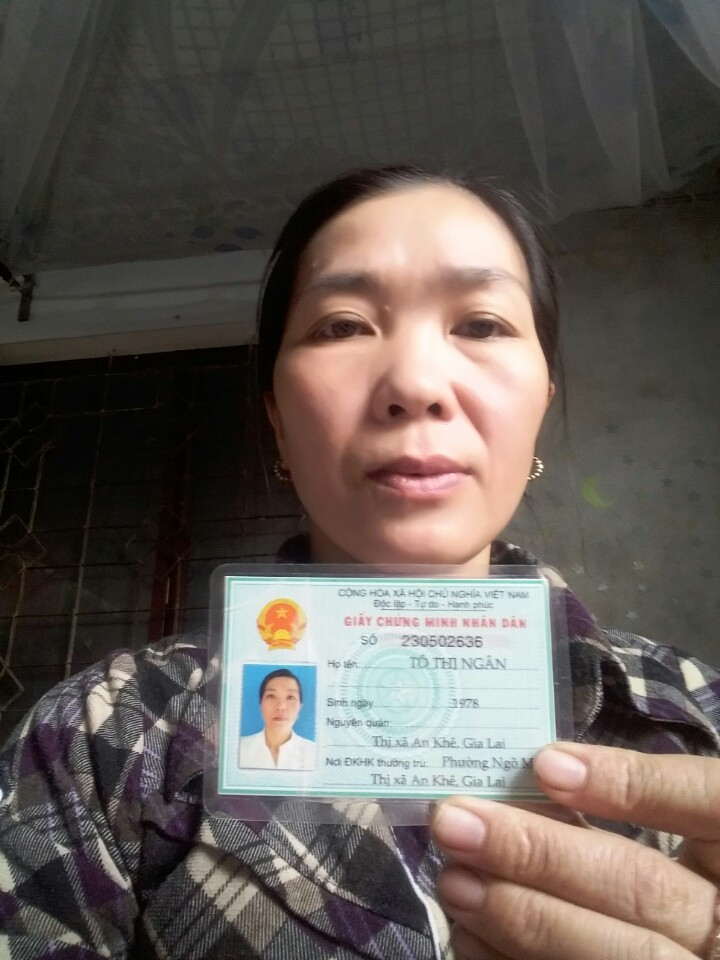 CỘNG HÒA XÃ HỘI CHỦ NGHĨA VIỆT NAM
Độc lập - Tự do - Hạnh phúc
GIẤY CHỨNG MINH NHÂN DÂN
SỐ 230502636
Họ tên: TÔ THỊ NGÂN
Sinh ngày 1978
Nguyên quán:
Thị xã An Khê, Gia Lai
Nơi ĐKHK thường trú: Phường Ngô M
Thị xã An Khê, Gia Lai